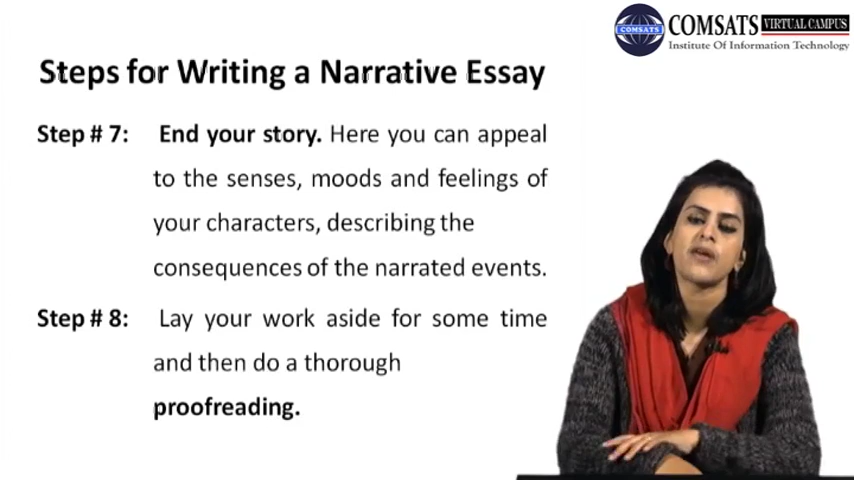 COMSATS VIRTUAL CAMPUS
COMSATS
Institute Of Information Technology
Steps for Writing a Narrative Essay
Step # 7: End your story. Here you can appeal
to the senses, moods and feelings of
your characters, describing the
consequences of the narrated events.
Step # 8: Lay your work aside for some time
and then do a thorough
proofreading.